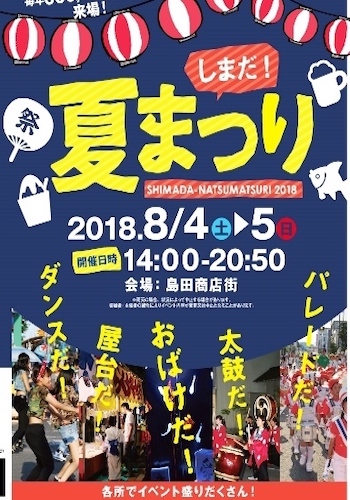 来場!
しまだ!
祭
夏まつり
SHIMADA-NATSUMATSURI 2018
2018.8/4土▶5日
開催日時 14:00-20:50
会場:島田商店街
ダンスだ!
屋台だ!
おばけだ!
太鼓だ!
パレードだ!
各所でイベント盛りだくさん!